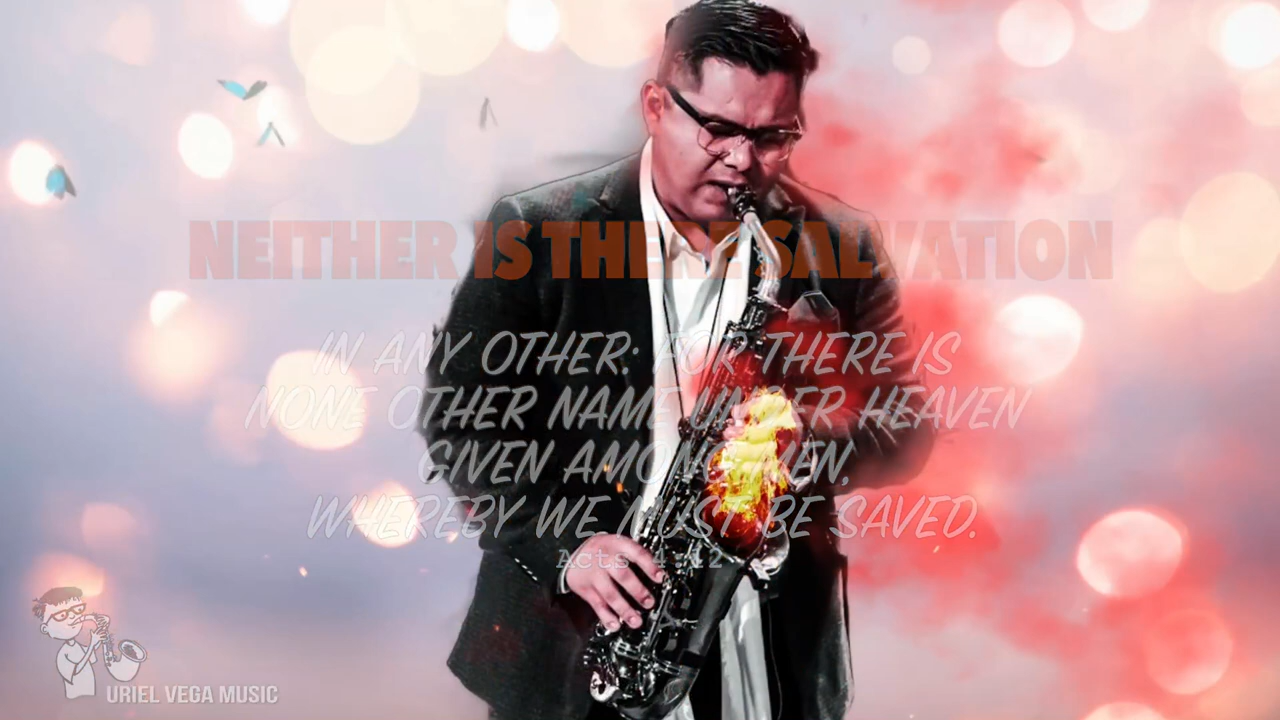 NEITHER IS THERE SALVATION
IN ANY OTHER: FOR THERE IS
NONE OTHER NAME UNDER HEAVEN
GIVEN AMONG MEN,
WHEREBY WE MUST BE SAVED.
Acts 4:12
URIEL VEGA MUSIC